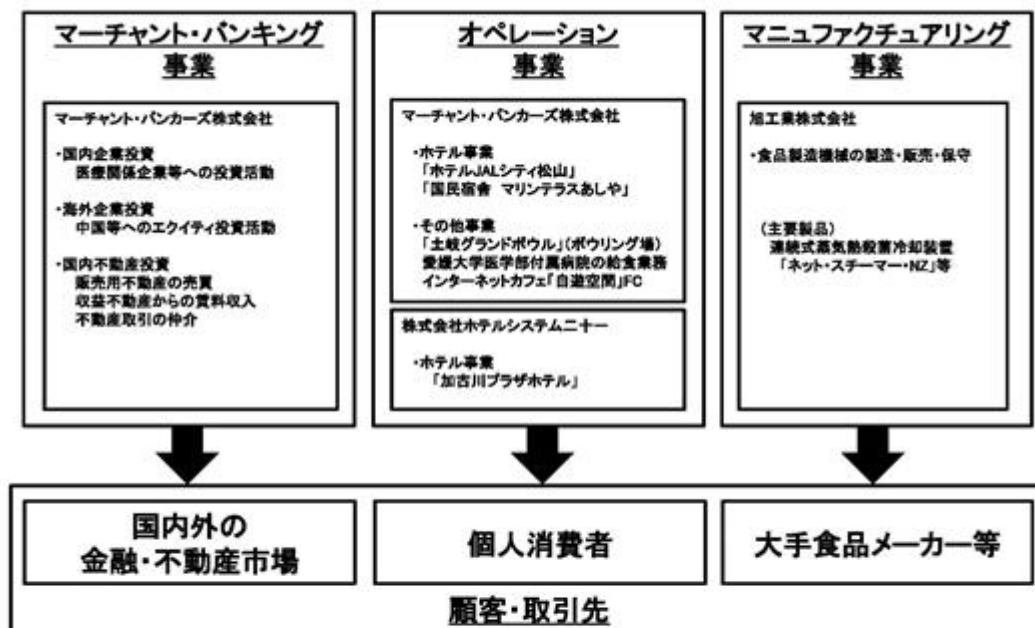 マーチャント・バンキング
事業
マーチャント・バンカーズ株式会社
・国内企業投資
医療関係企業等への投資活動
・海外企業投資
中国等へのエクイティ投資活動
・国内不動産投資
販売用不動産の売買
収益不動産からの賃料収入
不動産取引の仲介
オペレーション
事業
マーチャント・バンカーズ株式会社
・ホテル事業
「ホテルJALシティ松山」
「国民宿舎 マリンテラスあしや」
・その他事業
「土岐グランドボウル」(ボウリング場)
愛媛大学医学部付属病院の給食業務
インターネットカフェ「自遊空間」FC
株式会社ホテルシステム二十一
・ホテル事業
「加古川プラザホテル」
マニュファクチュアリング
事業
旭工業株式会社
・食品製造機械の製造・販売・保守
(主要製品)
連続式蒸気熱殺菌冷却装置
「ネット・スチーマー・NZ」等
国内外の
金融・不動産市場
個人消費者
大手食品メーカー等
顧客・取引先